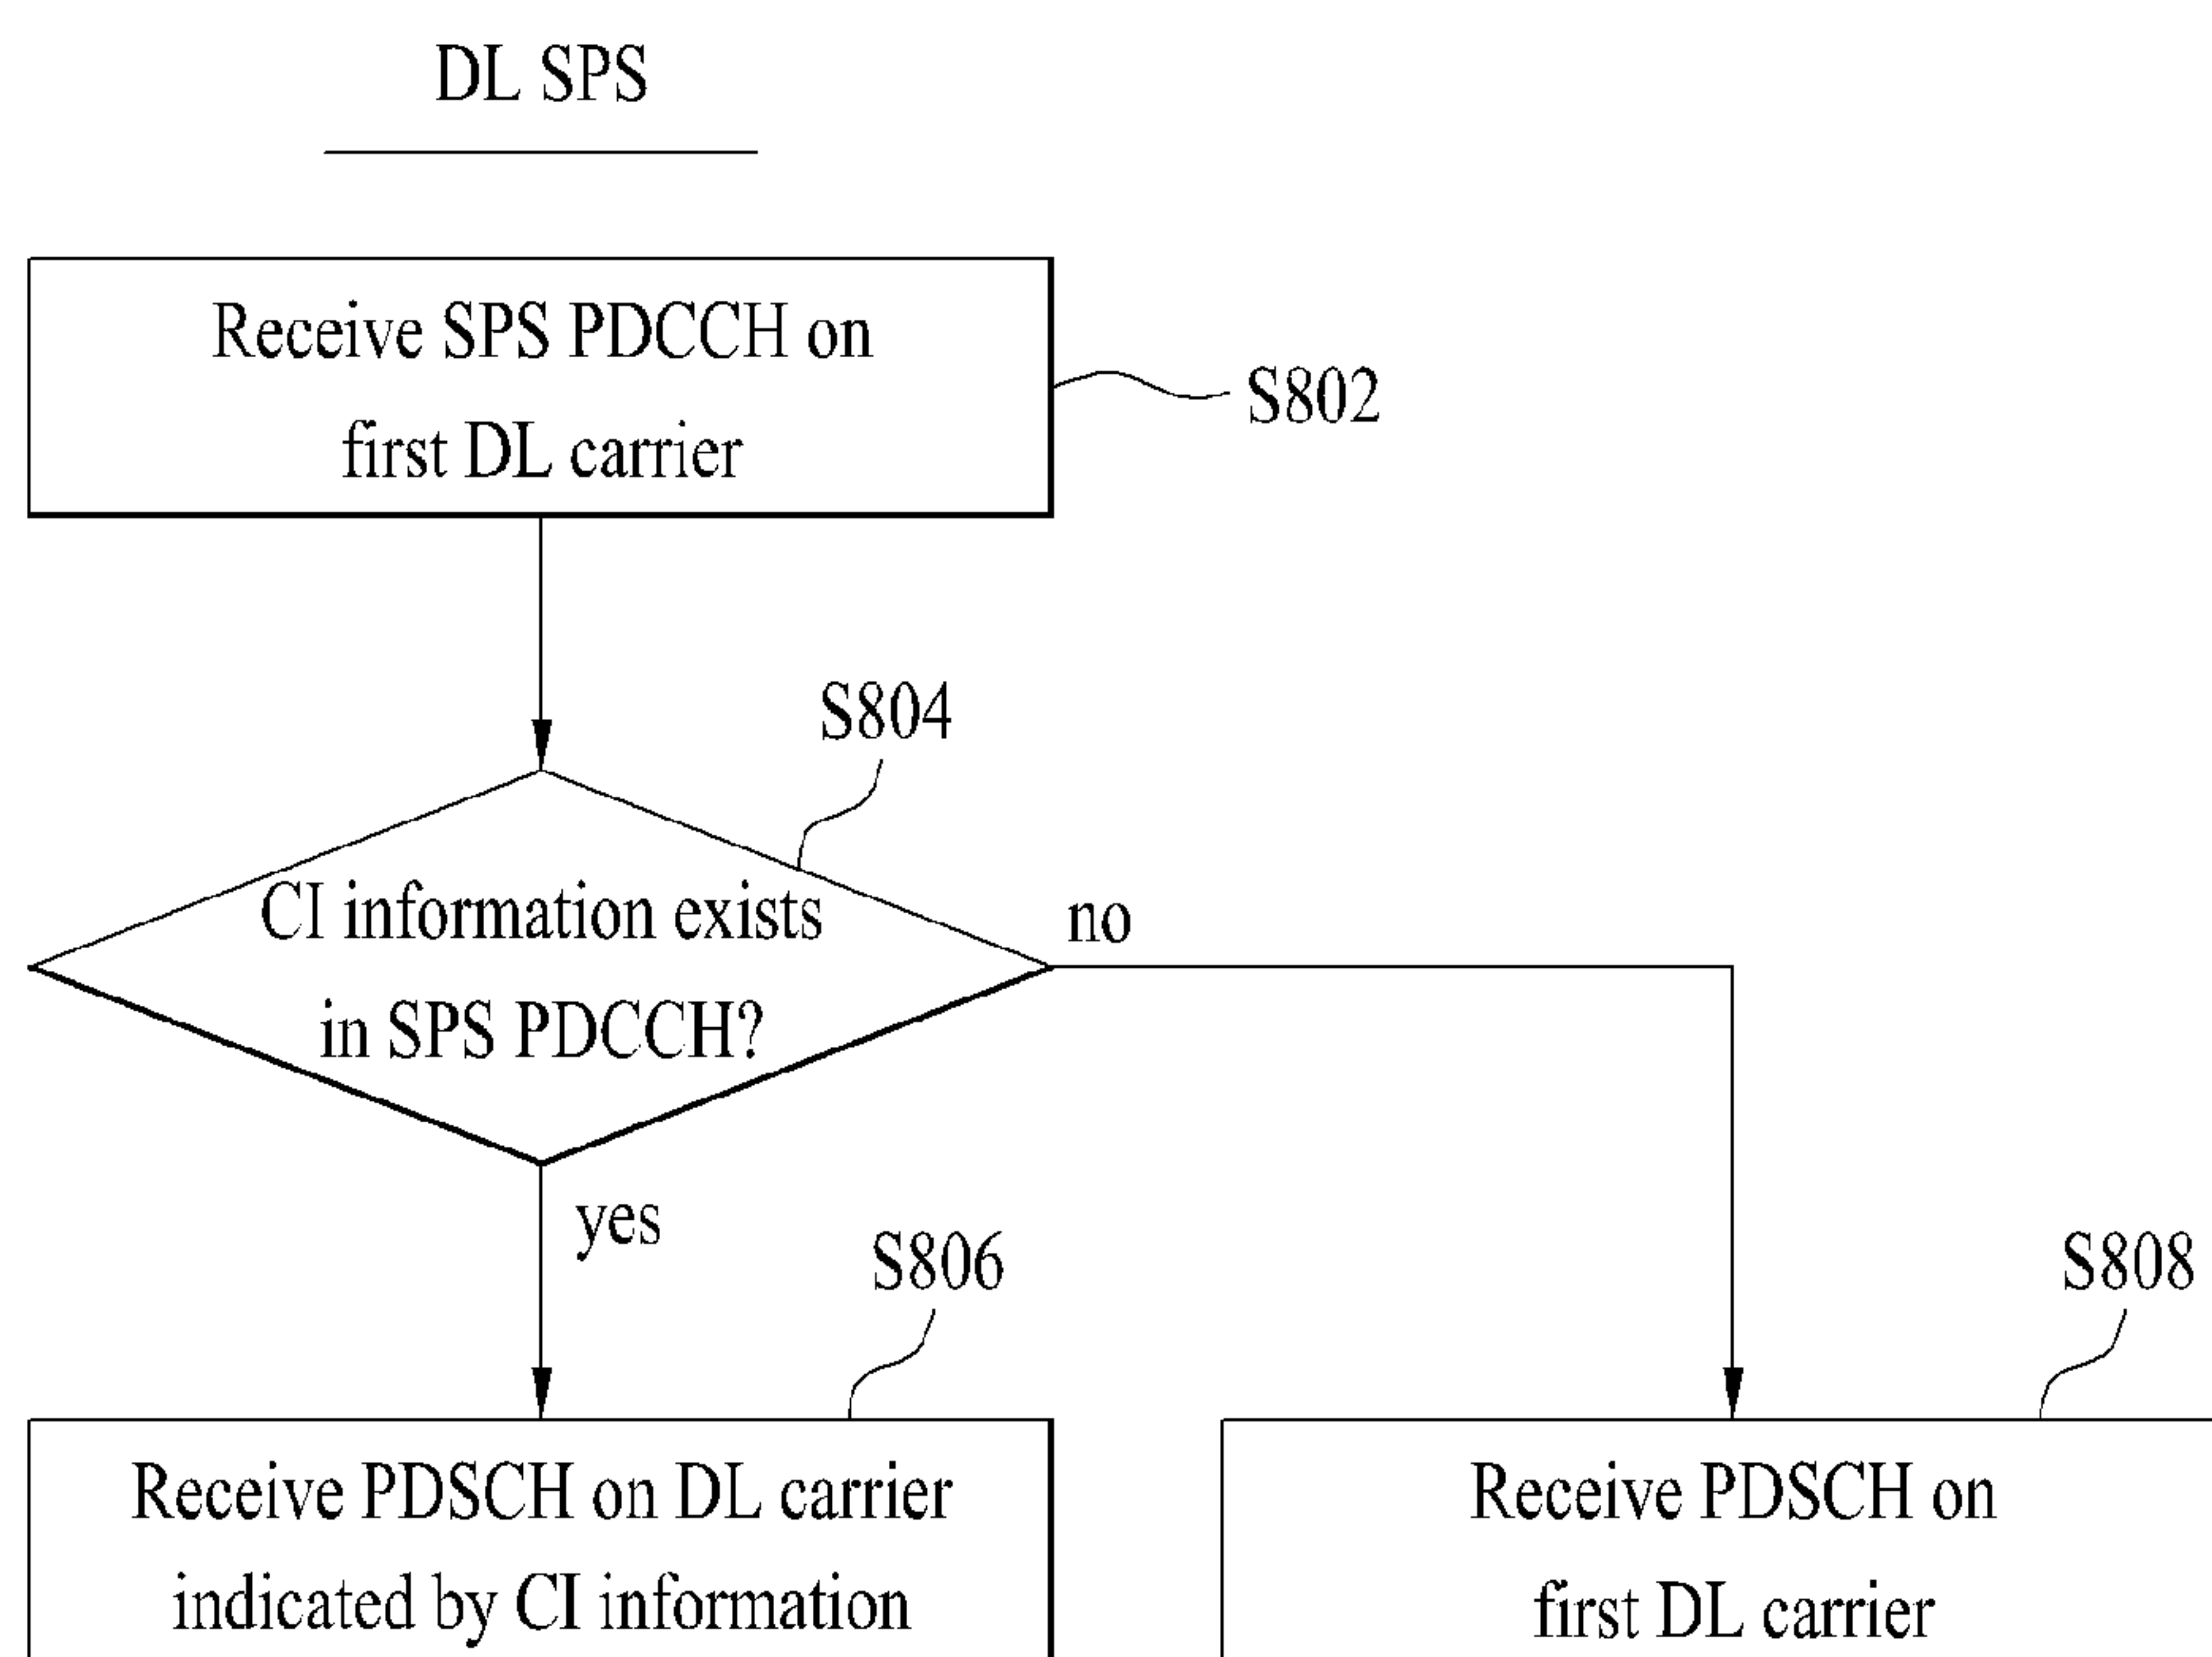 DL SPS
Receive SPS PDCCH on
first DL carrier
S802
S804
CI information exists
in SPS PDCCH?
no
yes
S806
S808
Receive PDSCH on DL carrier
indicated by CI information
Receive PDSCH on
first DL carrier